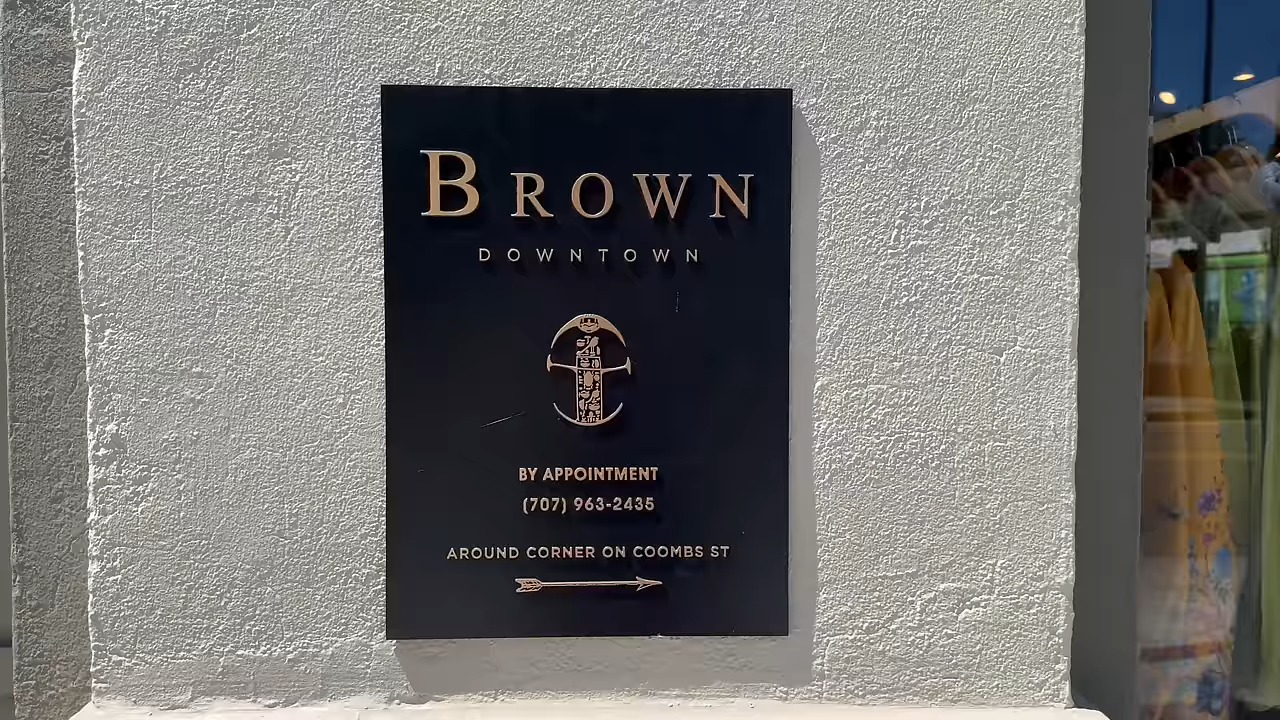 BROWN
DOWNTOWN
BY APPOINTMENT
(707) 963-2435
AROUND CORNER ON COOMBS ST